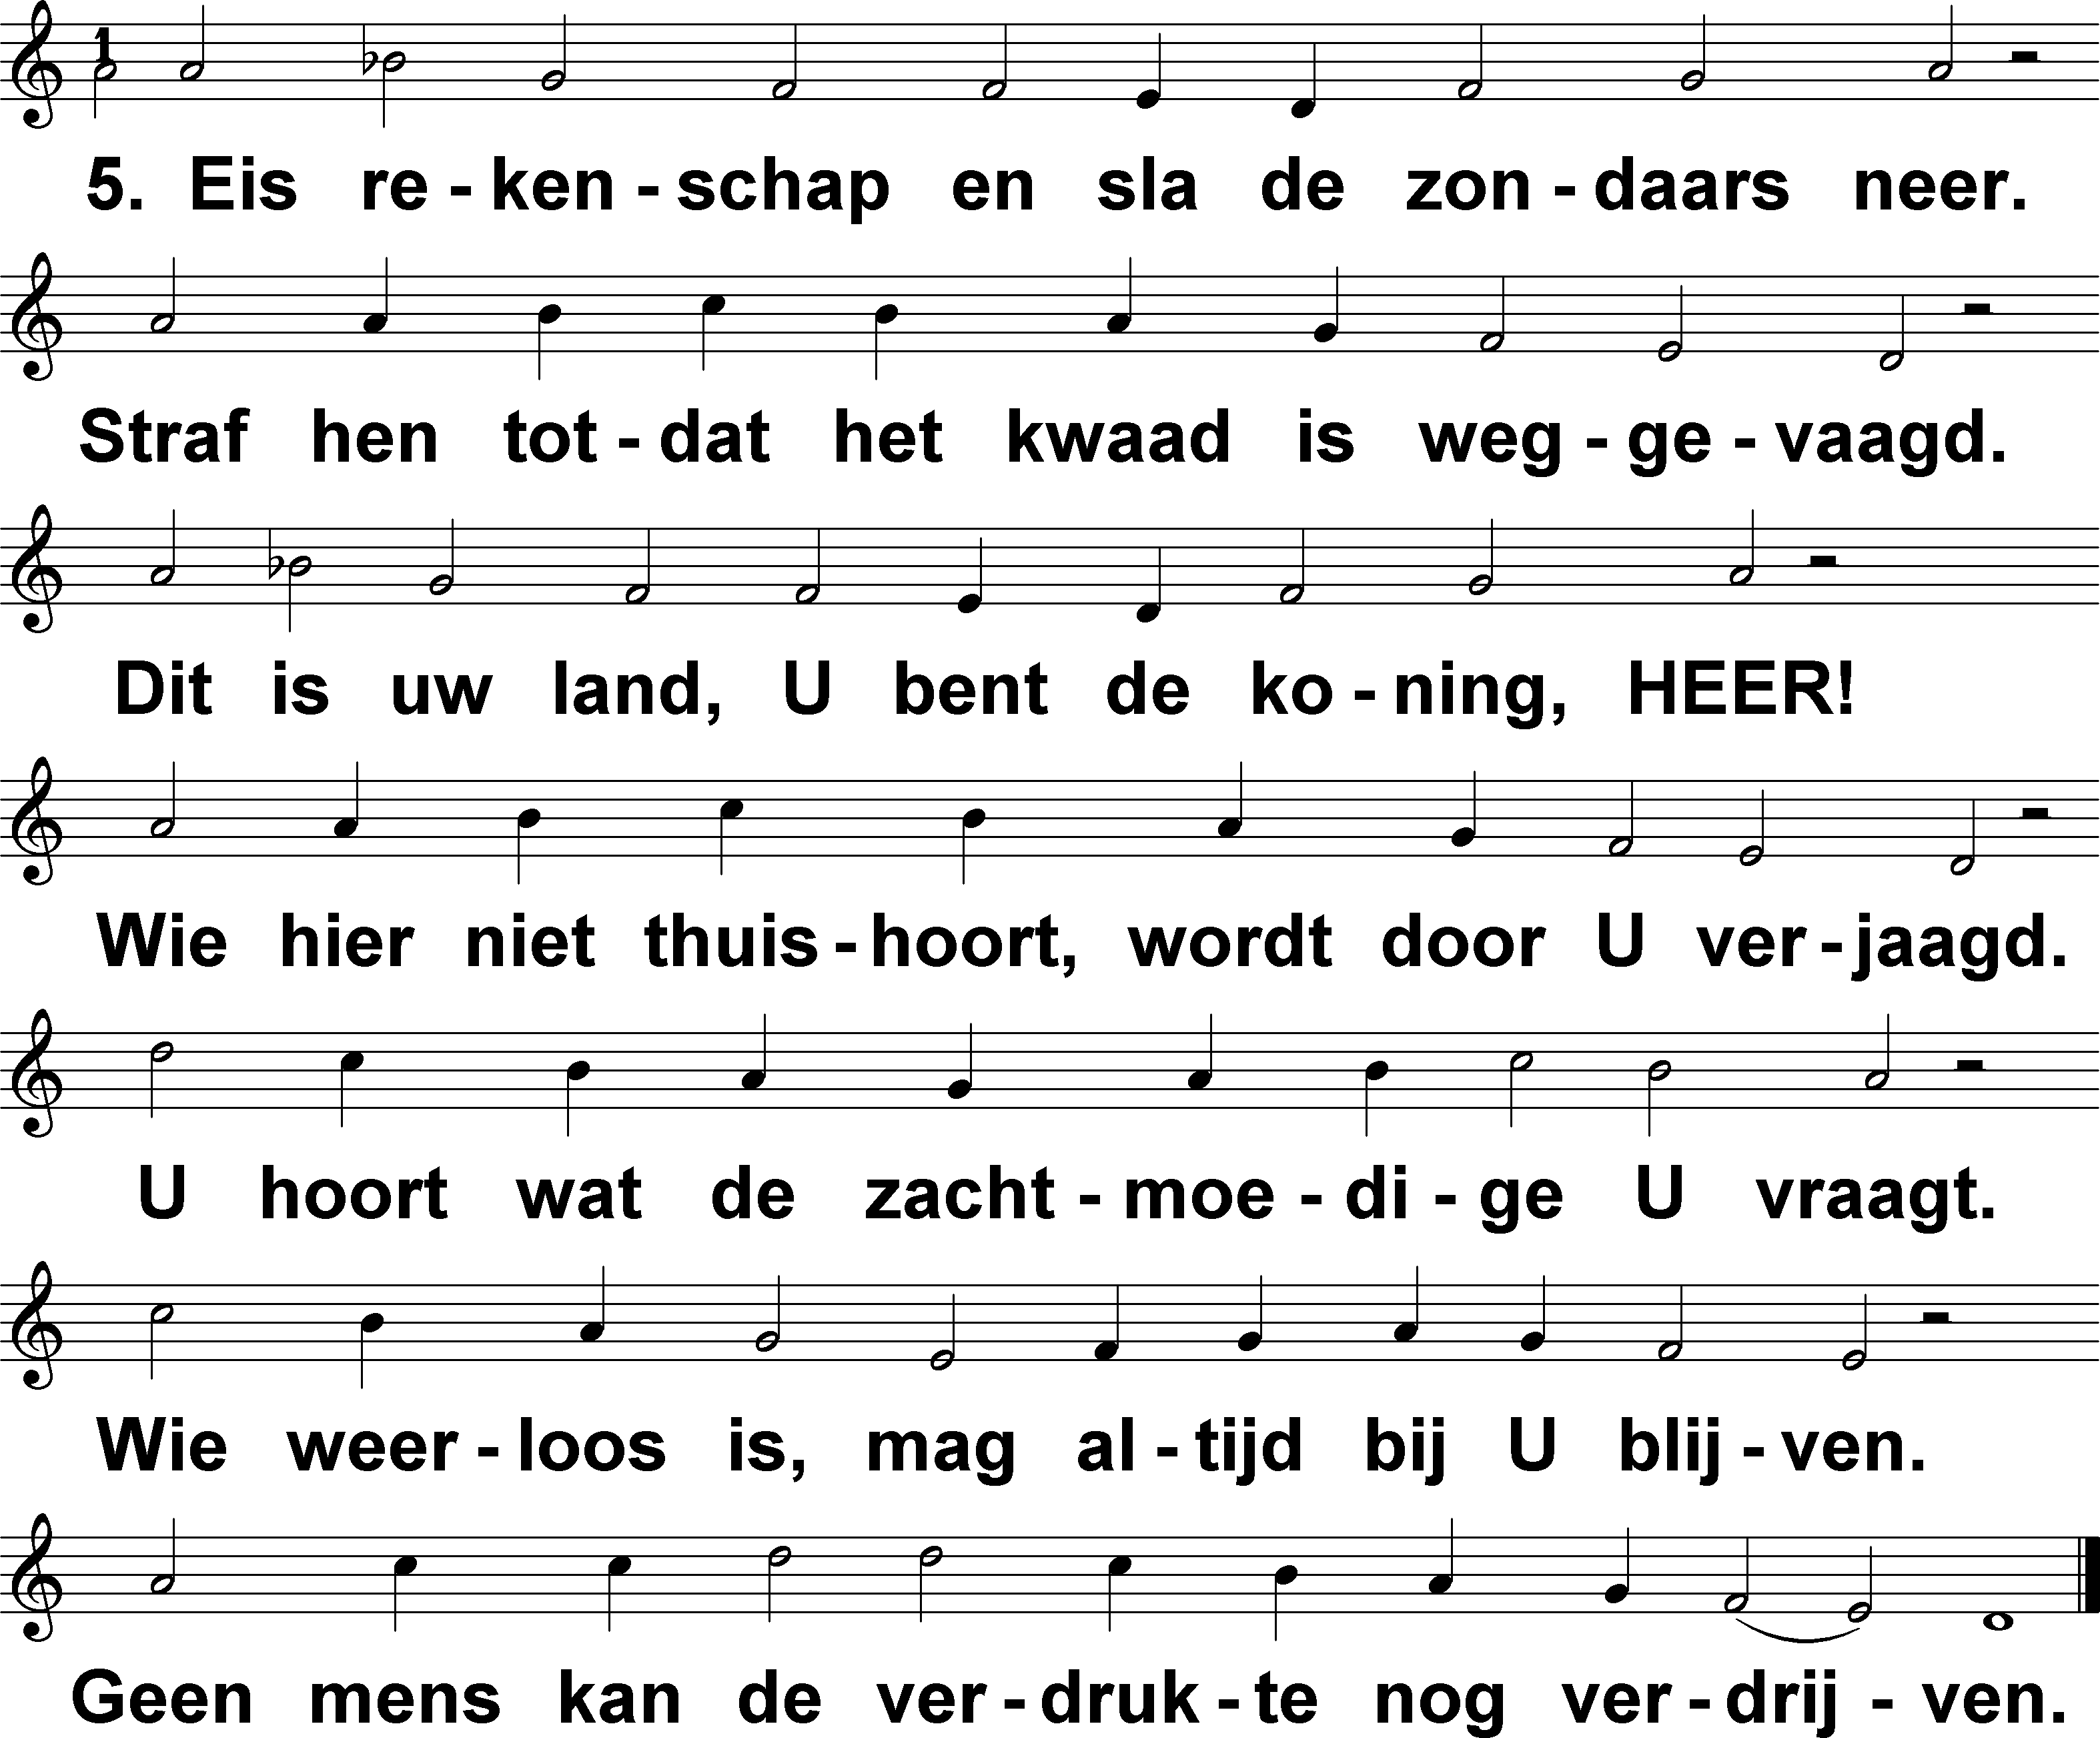 1
5. Eis re - ken - schap en sla de zon - daars neer.
Straf hen tot - dat het kwaad is weg - ge - vaagd.
Dit is uw land, U bent de ko - ning, HEER!
Wie hier niet thuis - hoort, wordt door U ver - jaagd.
U hoort wat de zacht - moe - di - ge U vraagt.
Wie weer - loos is, mag al - tijd bij U blij - ven.
Geen mens kan de ver - druk - te nog ver - drij - ven.